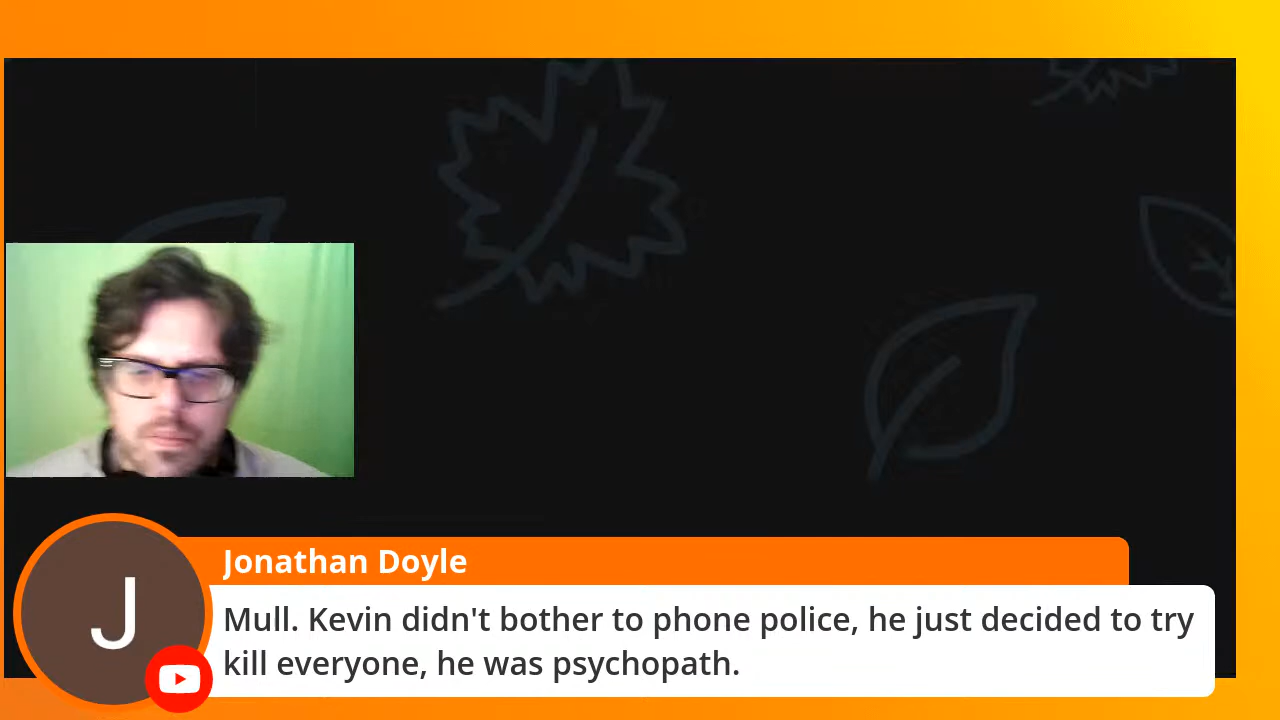 Jonathan Doyle
J
Mull. Kevin didn't bother to phone police, he just decided to try
kill everyone, he was psychopath.